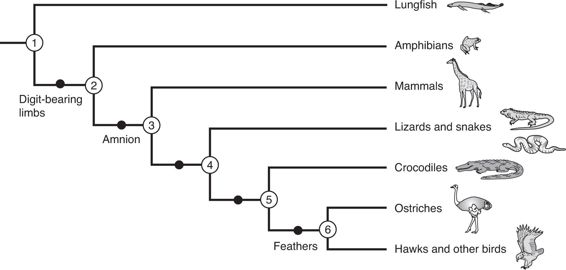 Lungfish
1
Amphibians
Digit-bearing
limbs
2
Mammals
Amnion
3
Lizards and snakes
4
Crocodiles
5
Ostriches
Feathers
6
Hawks and other birds